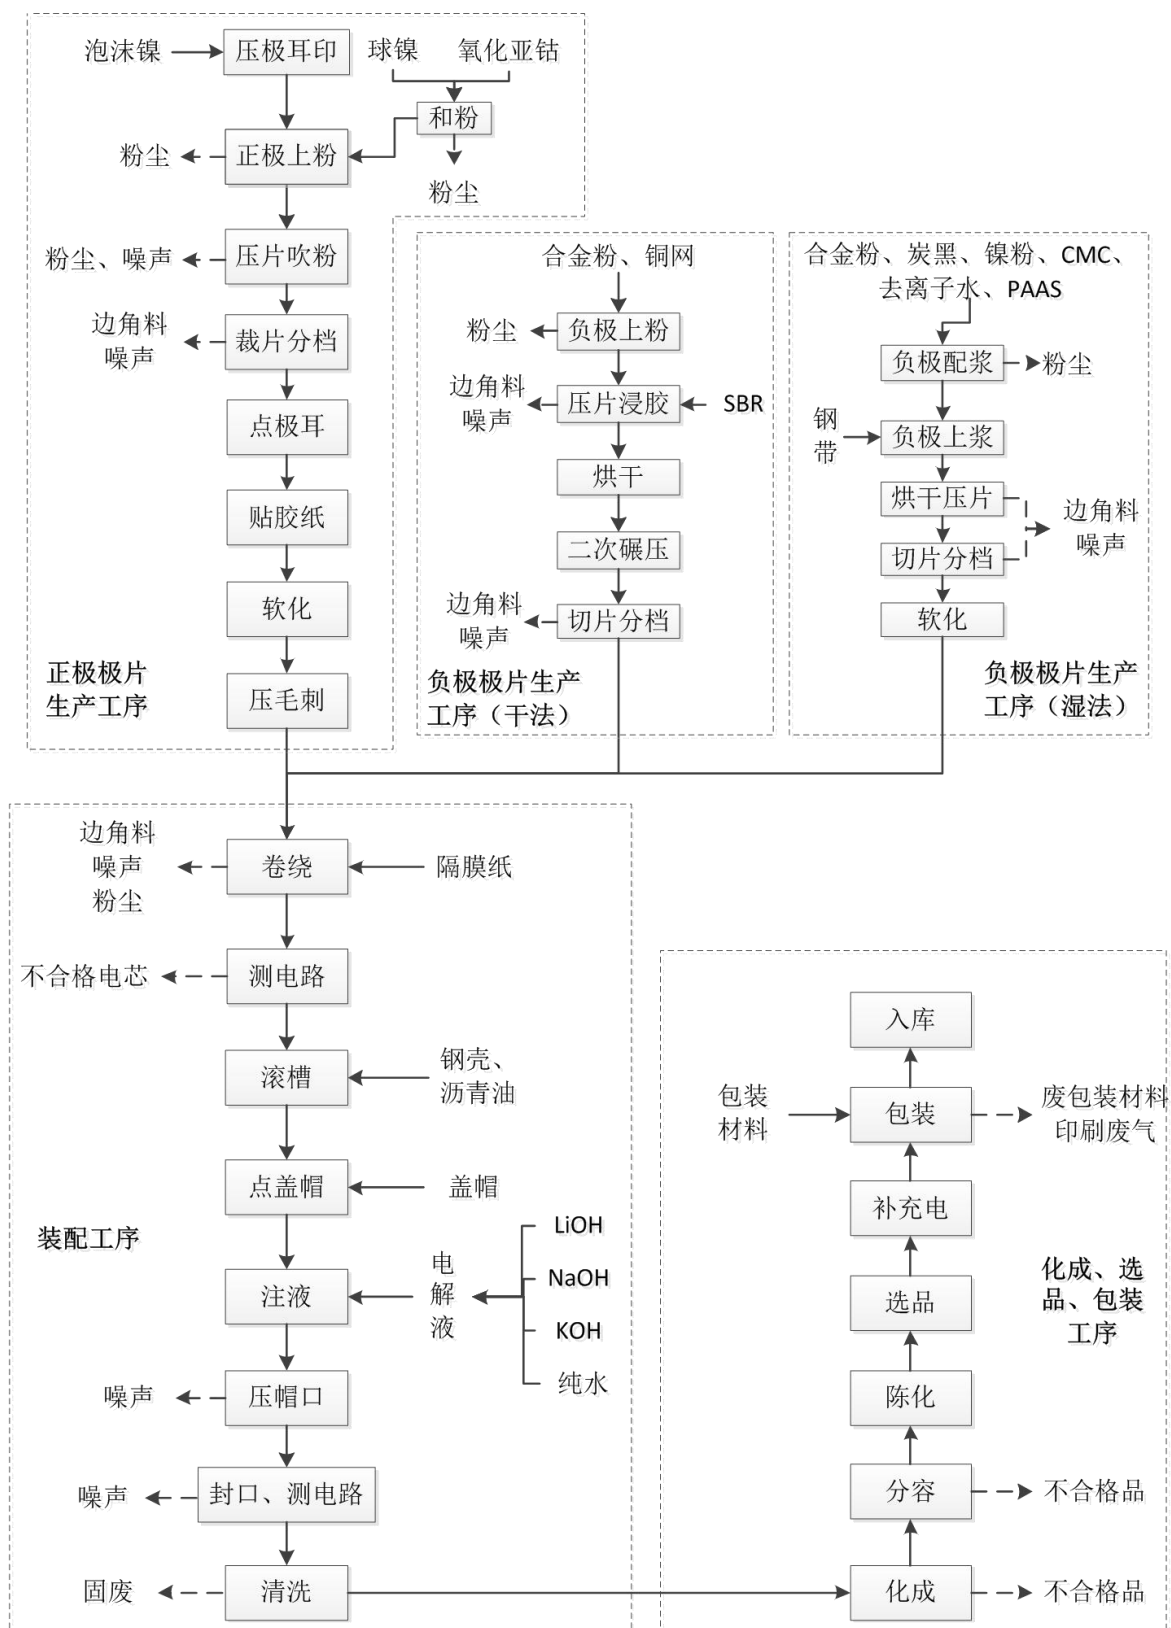 泡沫镍
压极耳印
球镍
氧化亚钴
和粉
粉尘
正极上粉
粉尘
粉尘、噪声
压片吹粉
边角料
噪声
裁片分档
点极耳
贴胶纸
软化
压毛刺
正极极片
生产工序
合金粉、铜网
粉尘
负极上粉
边角料
噪声
压片浸胶
SBR
烘干
二次碾压
边角料
噪声
切片分档
负极极片生产
工序（干法）
合金粉、炭黑、镍粉、CMC、
去离子水、PAAS
负极配浆
粉尘
钢
带
负极上浆
烘干压片
边角料
噪声
切片分档
软化
负极极片生产
工序（湿法）
边角料
噪声
粉尘
卷绕
隔膜纸
不合格电芯
测电路
滚槽
钢壳、
沥青油
点盖帽
盖帽
装配工序
注液
电
解
液
LiOH
NaOH
KOH
纯水
噪声
压帽口
噪声
封口、测电路
固废
清洗
入库
包装
材料
包装
废包装材料
印刷废气
补充电
选品
化成、选
品、包装
工序
陈化
分容
不合格品
化成
不合格品